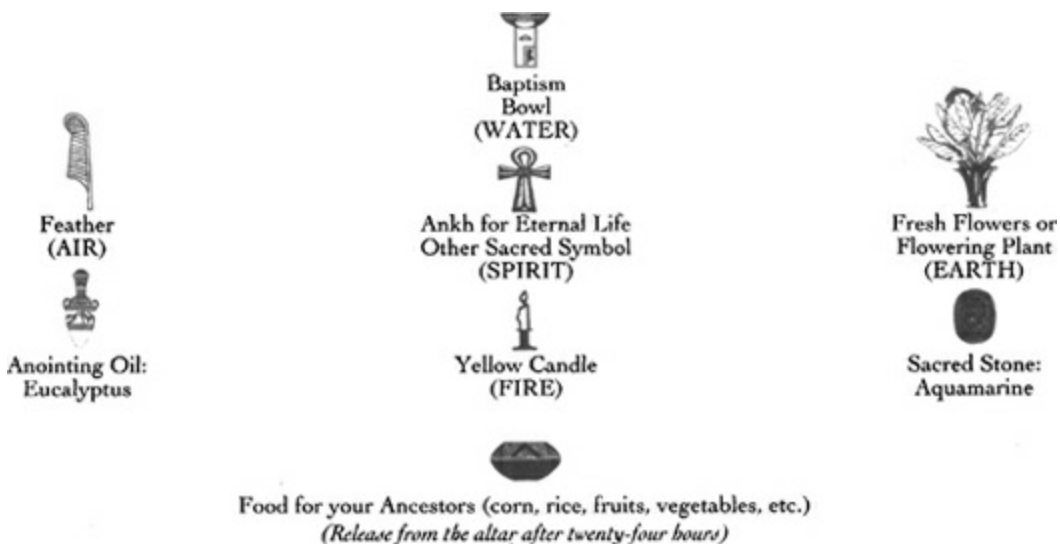 Baptism
Bowl
(WATER)
Feather
(AIR)
Ankh for Eternal Life
Other Sacred Symbol
(SPIRIT)
Fresh Flowers or
Flowering Plant
(EARTH)
Anointing Oil:
Eucalyptus
Yellow Candle
(FIRE)
Sacred Stone:
Aquamarine
Food for your Ancestors (corn, rice, fruits, vegetables, etc.)
(Release from the altar after twenty-four hours)